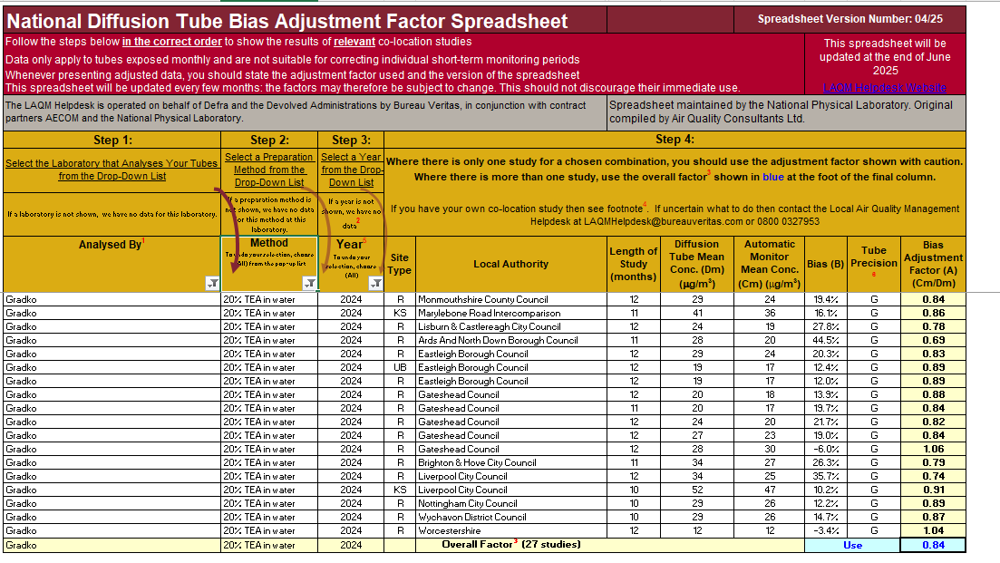 National Diffusion Tube Bias Adjustment Factor Spreadsheet
Spreadsheet Version Number: 04/25
Follow the steps below in the correct order to show the results of relevant co-location studies
Data only apply to tubes exposed monthly and are not suitable for correcting individual short-term monitoring periods
Whenever presenting adjusted data, you should state the adjustment factor used and the version of the spreadsheet
This spreadsheet will be updated every few months: the factors may therefore be subject to change. This should not discourage their immediate use.
This spreadsheet will be
updated at the end of June
2025
LAQM Helpdesk Website
The LAQM Helpdesk is operated on behalf of Defra and the Devolved Administrations by Bureau Veritas, in conjunction with contract
partners AECOM and the National Physical Laboratory.
Spreadsheet maintained by the National Physical Laboratory. Original
compiled by Air Quality Consultants Ltd.
Step 1:
Step 2:
Step 3:
Step 4:
Select the Laboratory that Analyses Your Tubes
from the Drop-Down List
Select a Preparation
Method from the
Drop-Down List
Select a Year
from the Drop-
Down List
Where there is only one study for a chosen combination, you should use the adjustment factor shown with caution.
Where there is more than one study, use the overall factor3 shown in blue at the foot of the final column.
If a laboratory is not shown, we have no data for this laboratory.
If a preparation method is
not shown, we have no data
for this method at this
laboratory.
If a year is not
shown, we have no
data2
If you have your own co-location study then see footnote4. If uncertain what to do then contact the Local Air Quality Management
Helpdesk at LAQMHelpdesk@bureauveritas.com or 0800 0327953
Analysed By1
Method
To undo your selection, choose
(All) from the pop-up list
Year5
To undo your
selection, choose
(All)
Site
Type
Local Authority
Length of
Study
(months)
Diffusion
Tube Mean
Conc. (Dm)
(µg/m³)
Automatic
Monitor
Mean Conc.
(Cm) (µg/m³)
Bias (B)
Tube
Precision
6
Bias
Adjustment
Factor (A)
(Cm/Dm)
Gradko 20% TEA in water 2024 R Monmouthshire County Council 12 29 24 19.4% G 0.84
Gradko 20% TEA in water 2024 KS Marylebone Road Intercomparison 11 41 36 16.1% G 0.86
Gradko 20% TEA in water 2024 R Lisburn & Castlereagh City Council 12 24 19 27.8% G 0.78
Gradko 20% TEA in water 2024 R Ards And North Down Borough Council 11 28 20 44.5% G 0.69
Gradko 20% TEA in water 2024 R Eastleigh Borough Council 12 29 24 20.3% G 0.83
Gradko 20% TEA in water 2024 UB Eastleigh Borough Council 12 19 17 12.4% G 0.89
Gradko 20% TEA in water 2024 R Eastleigh Borough Council 12 19 17 12.0% G 0.89
Gradko 20% TEA in water 2024 R Gateshead Council 12 20 18 13.9% G 0.88
Gradko 20% TEA in water 2024 R Gateshead Council 11 20 17 19.7% G 0.84
Gradko 20% TEA in water 2024 R Gateshead Council 12 24 20 21.7% G 0.82
Gradko 20% TEA in water 2024 R Gateshead Council 12 27 23 19.0% G 0.84
Gradko 20% TEA in water 2024 R Gateshead Council 12 28 30 -6.0% G 1.06
Gradko 20% TEA in water 2024 R Brighton & Hove City Council 11 34 27 26.3% G 0.79
Gradko 20% TEA in water 2024 R Liverpool City Council 12 34 25 35.7% G 0.74
Gradko 20% TEA in water 2024 KS Liverpool City Council 10 52 47 10.2% G 0.91
Gradko 20% TEA in water 2024 R Nottingham City Council 10 29 26 12.2% G 0.89
Gradko 20% TEA in water 2024 R Wychavon District Council 10 29 26 14.7% G 0.87
Gradko 20% TEA in water 2024 R Worcestershire 12 12 12 -3.4% G 1.04
Gradko 20% TEA in water 2024 Overall Factor3 (27 studies) Use 0.84